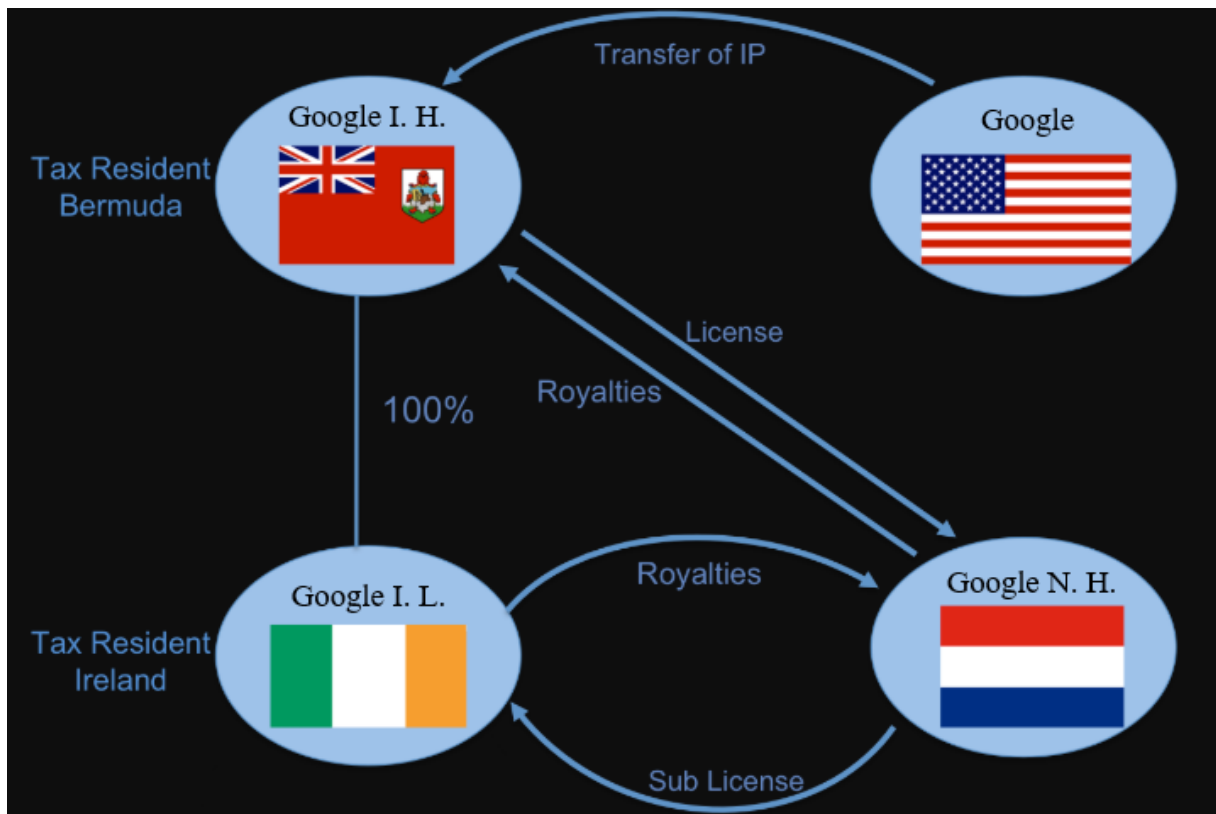 Transfer of IP
Google I. H.
Google
Tax Resident
Bermuda
License
Royalties
100%
Royalties
Google I. L.
Google N. H.
Tax Resident
Ireland
Sub License